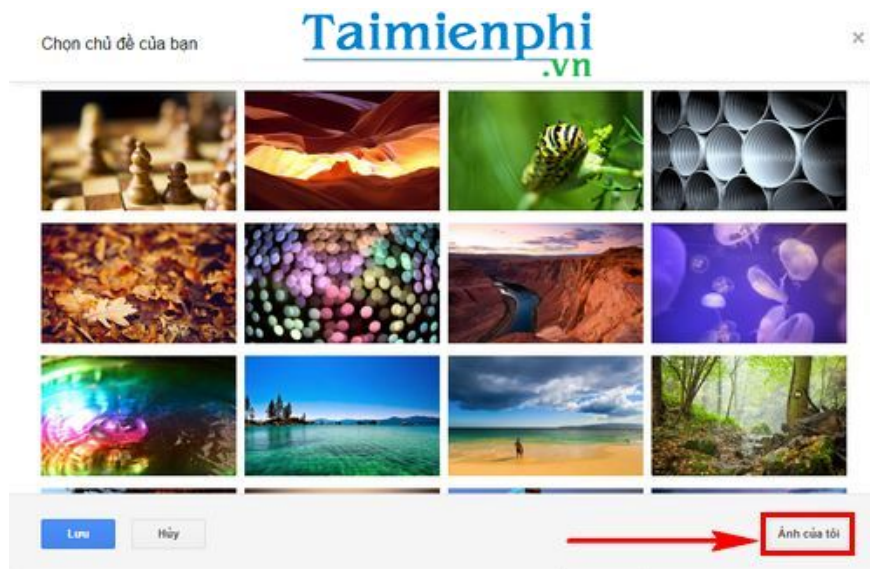 Chọn chủ đề của bạn
Taimienphi
.vn
Lưu
Hủy
Ảnh của tôi